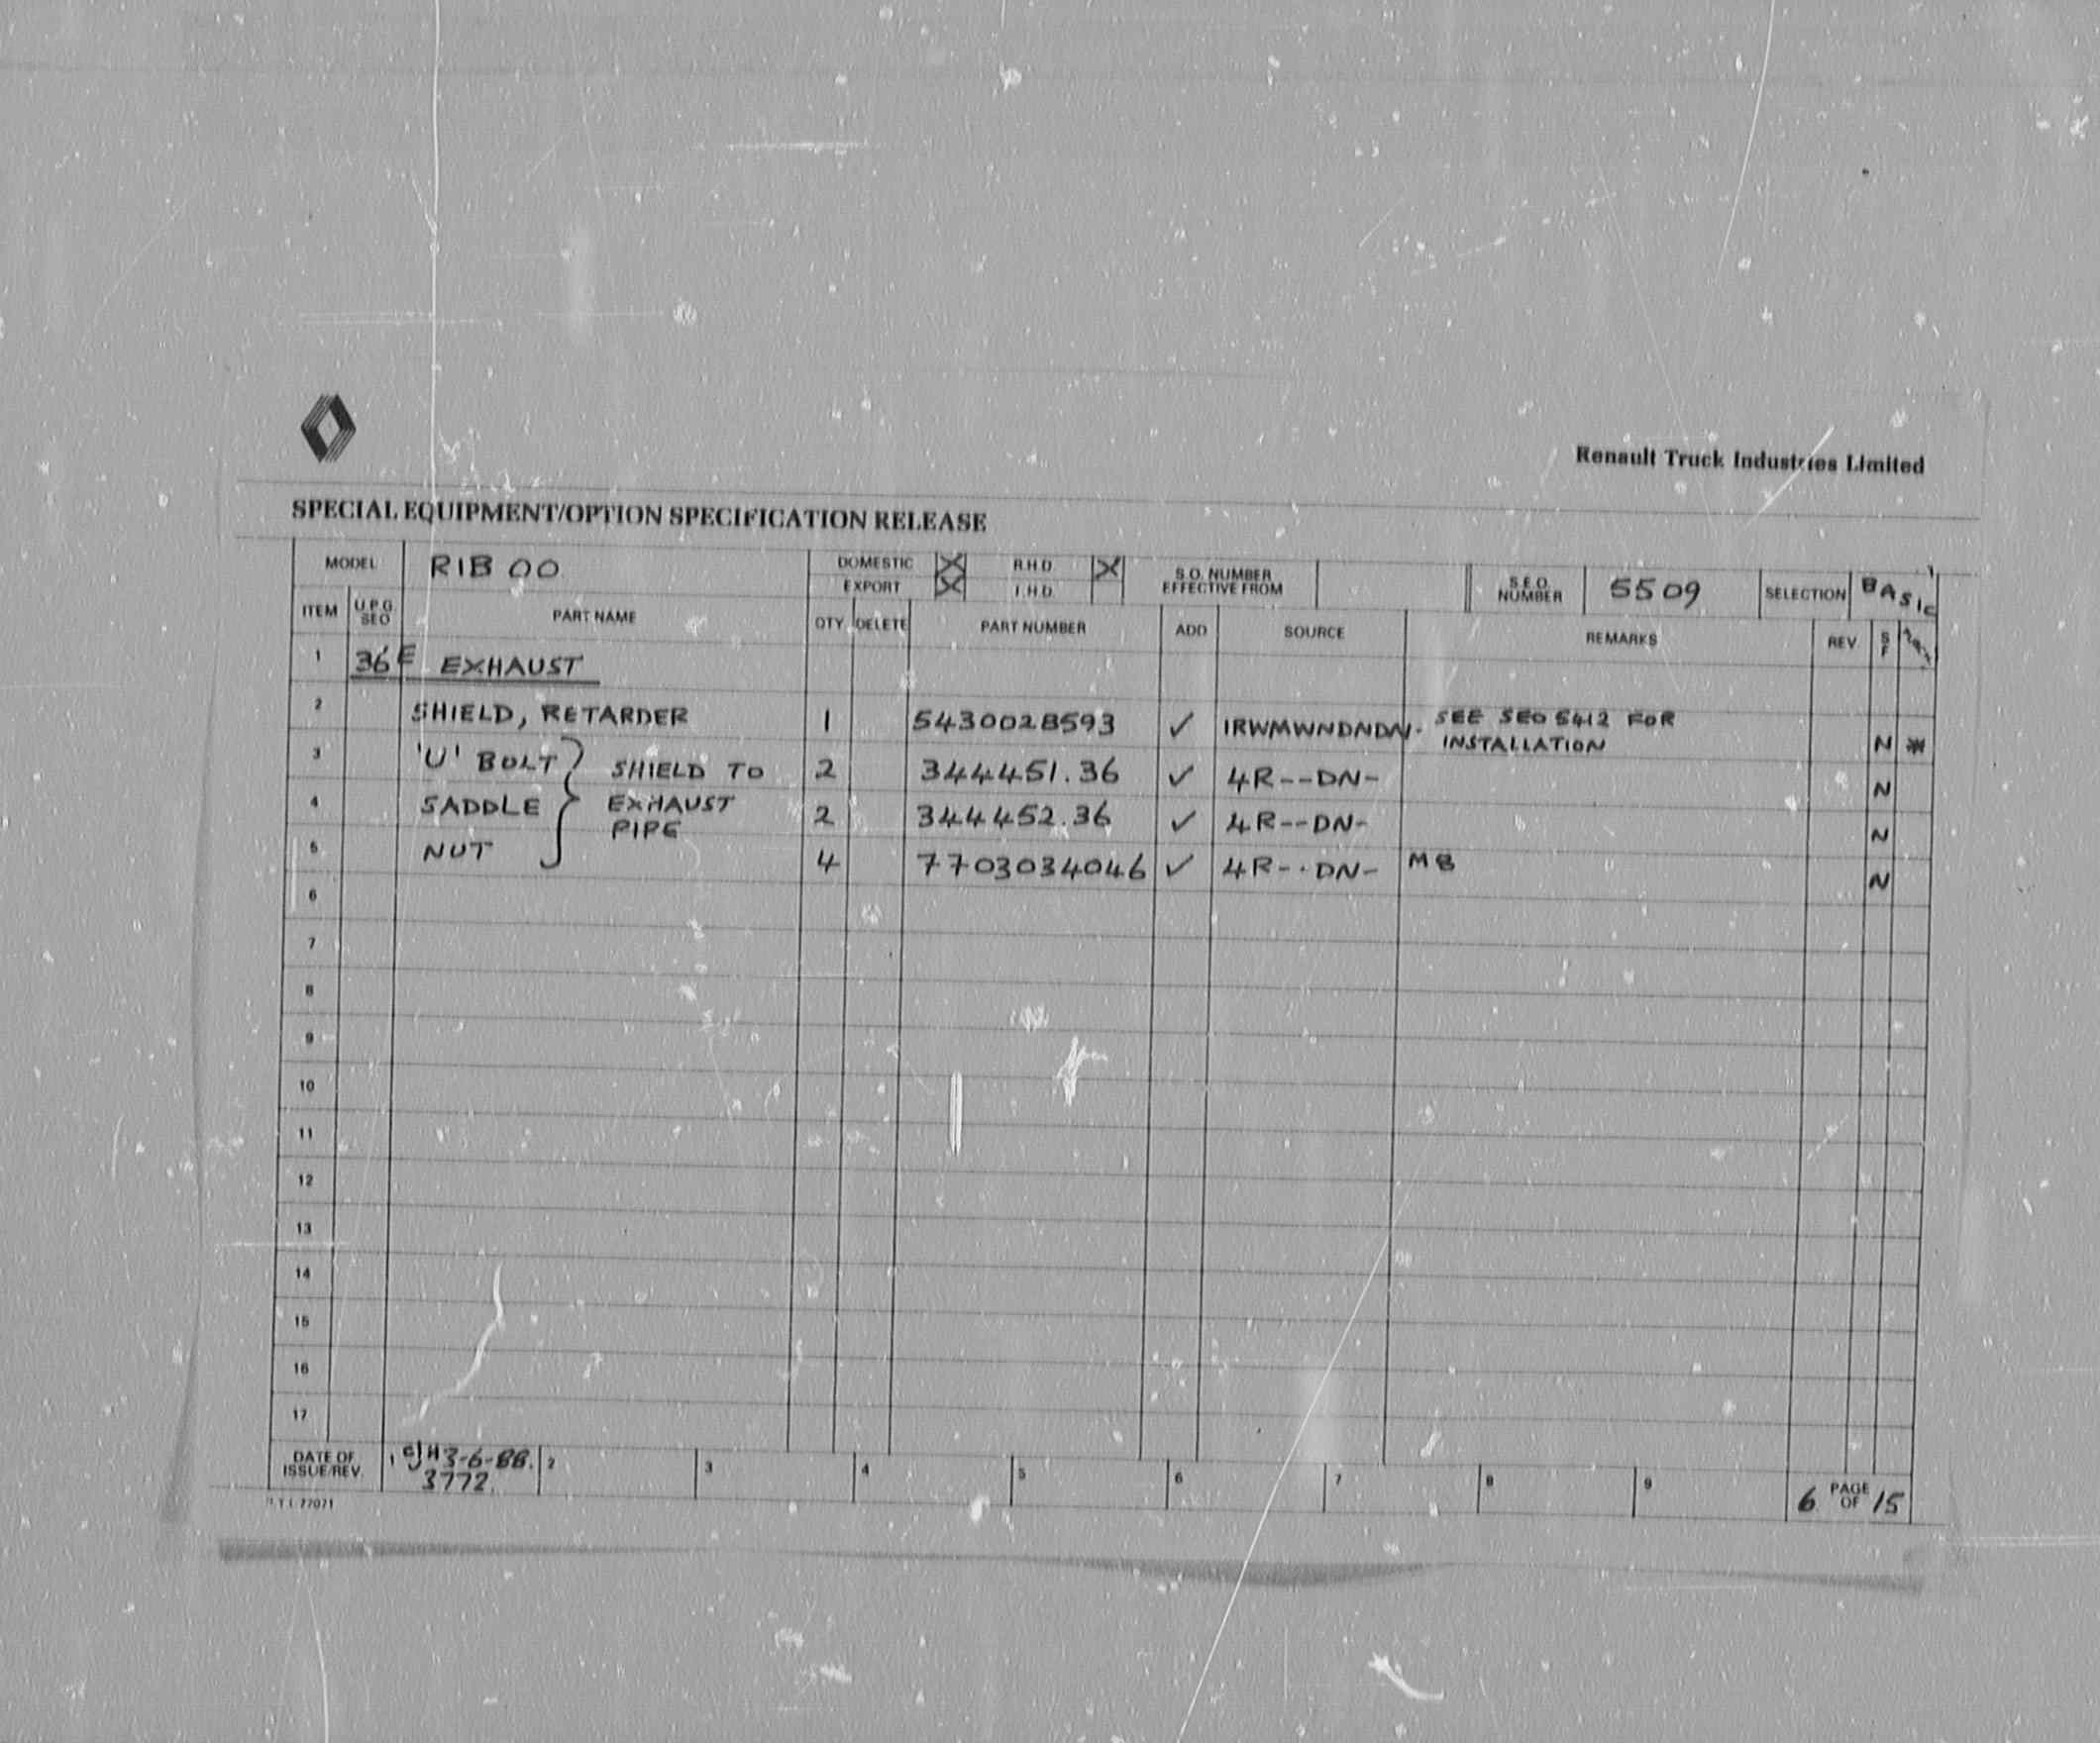 Renault Truck Industries Limited
SPECIAL EQUIPMENT/OPTION SPECIFICATION RELEASE
MODEL RIB 00 DOMESTIC R.H.D. S.O. NUMBER EFFECTIVE FROM S.E.O. NUMBER 5509 SELECTION BASIC
EXPORT L.H.D.
ITEM U.P.G. SEO PART NAME QTY DELETE PART NUMBER ADD SOURCE REMARKS REV S F
1 36E EXHAUST
2 SHIELD, RETARDER 1 5430028593 ✓ IRWMWNDNDN- SEE SEO 5412 FOR INSTALLATION N *
3 'U' BOLT } SHIELD TO 2 344451.36 ✓ 4R--DN- N
4 SADDLE } EXHAUST PIPE 2 344452.36 ✓ 4R--DN- N
5 NUT 4 7703034046 ✓ 4R--DN- M8 N
6
7
8
9
10
11
12
13
14
15
16
17
DATE OF ISSUE/REV. 1 CJH 3-6-88. 3772. 2 3 4 5 6 7 8 9 6 PAGE OF 15